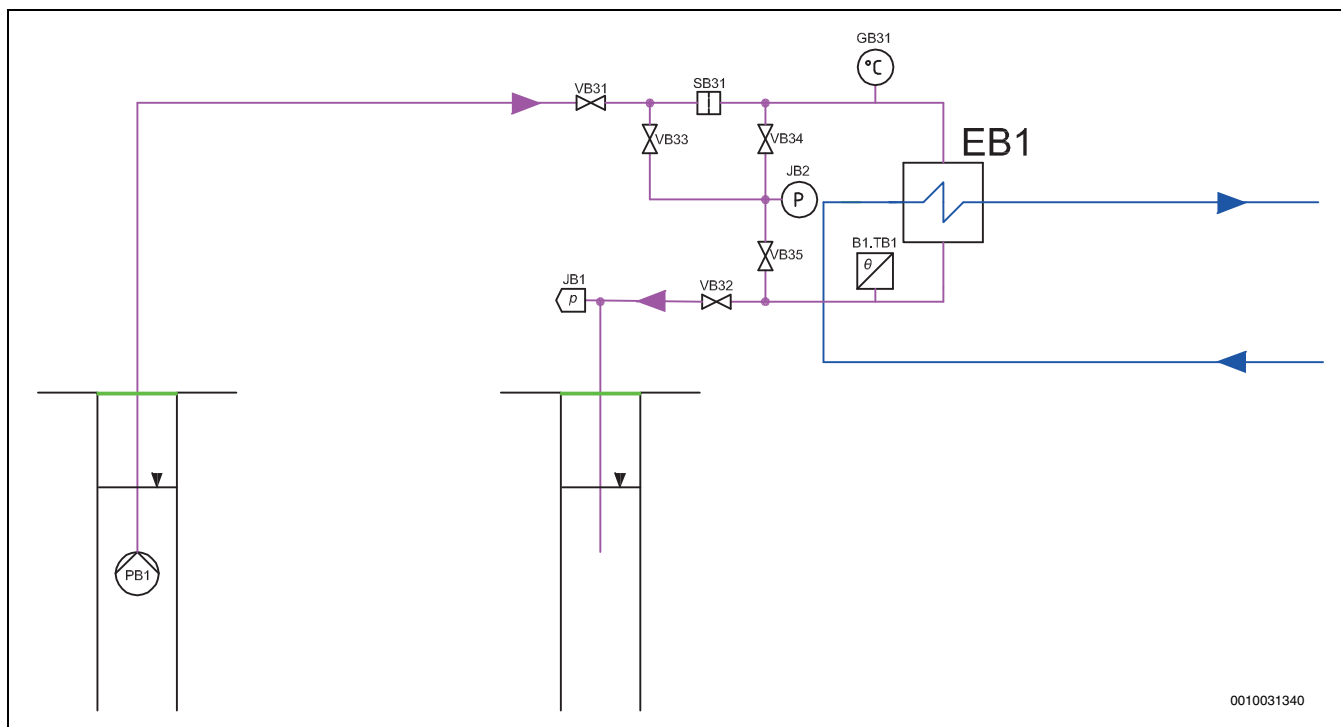 GB31
°C
VB31
SB31
VB33
VB34
EB1
JB2
P
B1.TB1
θ
VB35
JB1
p
VB32
PB1
0010031340